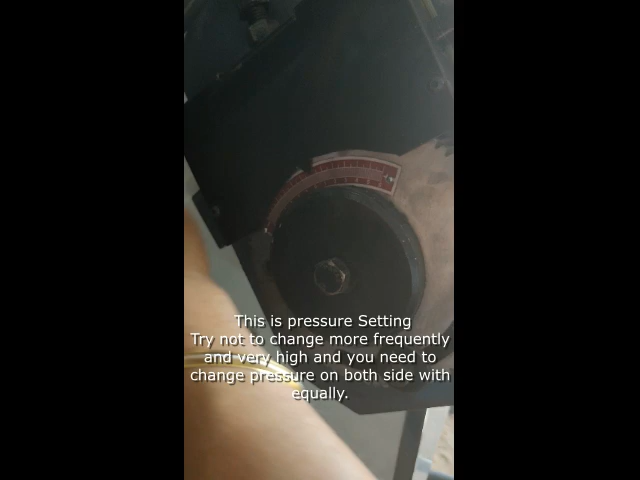 This is pressure Setting
Try not to change more frequently
and very high and you need to
change pressure on both side with
equally.